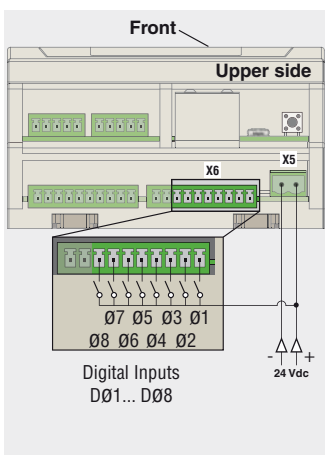 Front
Upper side
X6
X5
Ø7 Ø5 Ø3 Ø1
Ø8 Ø6 Ø4 Ø2
- +
24 Vdc
Digital Inputs
DØ1... DØ8